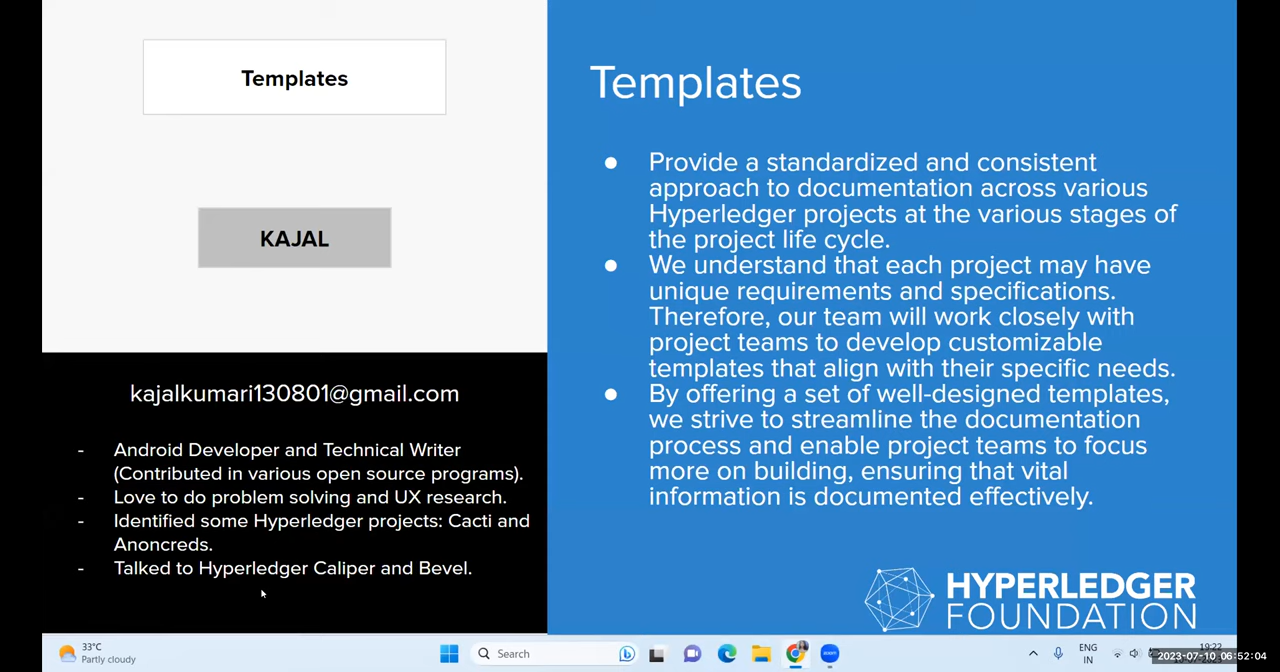 Templates
KAJAL
kajalkumari130801@gmail.com
- Android Developer and Technical Writer
(Contributed in various open source programs).
- Love to do problem solving and UX research.
- Identified some Hyperledger projects: Cacti and
Anoncreds.
- Talked to Hyperledger Caliper and Bevel.
Templates
● Provide a standardized and consistent
approach to documentation across various
Hyperledger projects at the various stages of
the project life cycle.
● We understand that each project may have
unique requirements and specifications.
Therefore, our team will work closely with
project teams to develop customizable
templates that align with their specific needs.
● By offering a set of well-designed templates,
we strive to streamline the documentation
process and enable project teams to focus
more on building, ensuring that vital
information is documented effectively.
HYPERLEDGER
FOUNDATION
33°C
Partly cloudy
Search
ENG
IN
19:22
2023-07-10 06:52:04